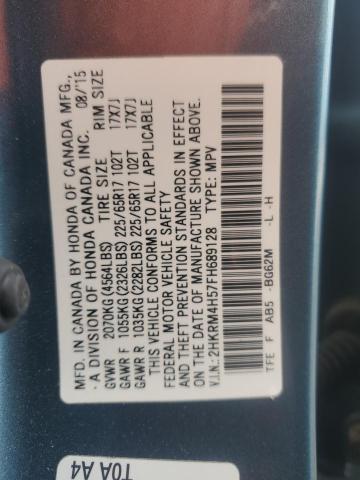 MFD. IN CANADA BY HONDA OF CANADA MFG.,
- A DIVISION OF HONDA CANADA INC. 08/'15
GVWR 2070KG (4564LBS) TIRE SIZE RIM SIZE
GAWR F 1055KG (2326LBS) 225/65R17 102T 17X7J
GAWR R 1035KG (2282LBS) 225/65R17 102T 17X7J
THIS VEHICLE CONFORMS TO ALL APPLICABLE
FEDERAL MOTOR VEHICLE SAFETY, BUMPER,
AND THEFT PREVENTION STANDARDS IN EFFECT
ON THE DATE OF MANUFACTURE SHOWN ABOVE.
V.I.N.: 2HKRM4H57FH689128 TYPE: MPV
TFE F AB5 -BG62M -L -H
T0A A4